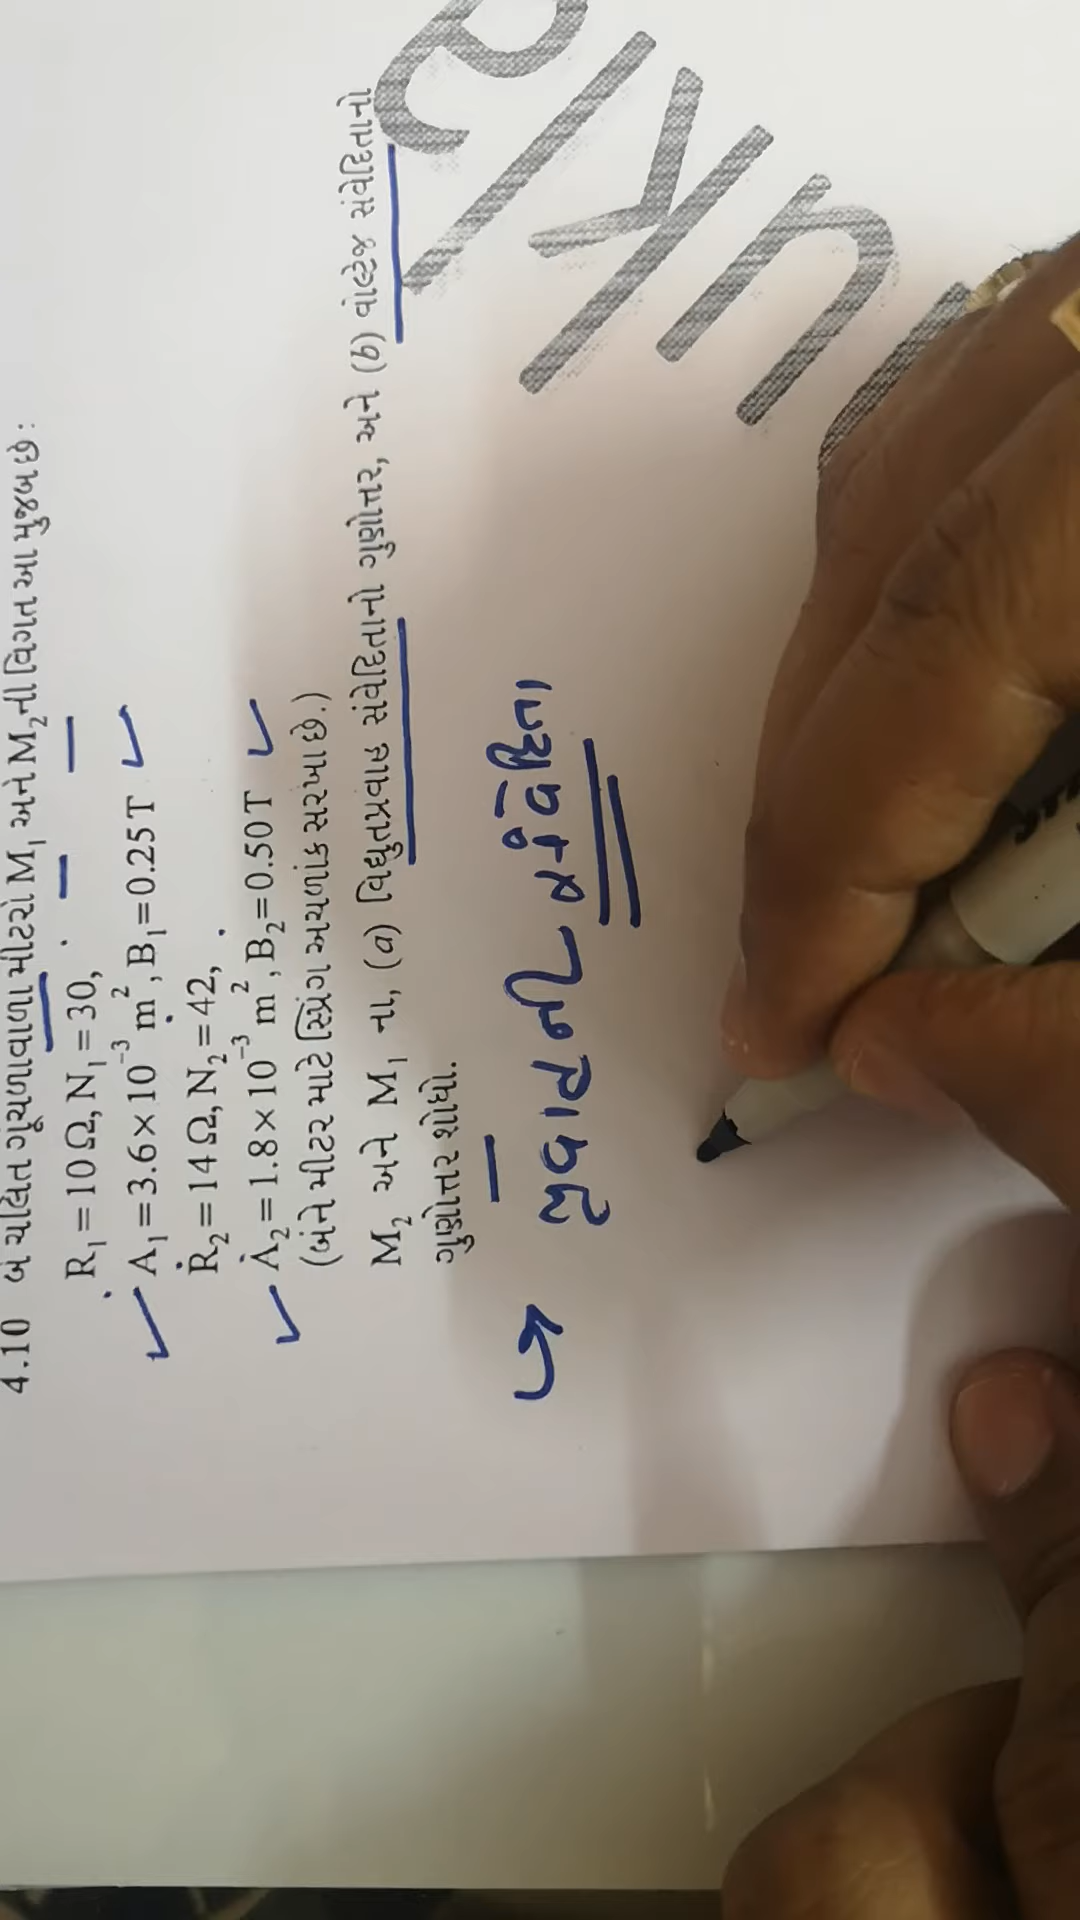 4.10 બે ચલિત ગૂંચળાવાળા મીટરો M₁ અને M₂ની વિગત આ મુજબ છે :
R₁ = 10 Ω, N₁ = 30,
A₁ = 3.6 × 10⁻³ m², B₁ = 0.25 T
R₂ = 14 Ω, N₂ = 42,
A₂ = 1.8 × 10⁻³ m², B₂ = 0.50 T
(બંને મીટર માટે સ્પ્રિંગ અચળાંક સરખા છે.)
M₂ અને M₁ ના, (a) વિદ્યુતપ્રવાહ સંવેદિતાનો ગુણોત્તર, અને (b) વોલ્ટેજ સંવેદિતાનો
ગુણોત્તર શોધો.
પ્રવાહની સંવેદિતા